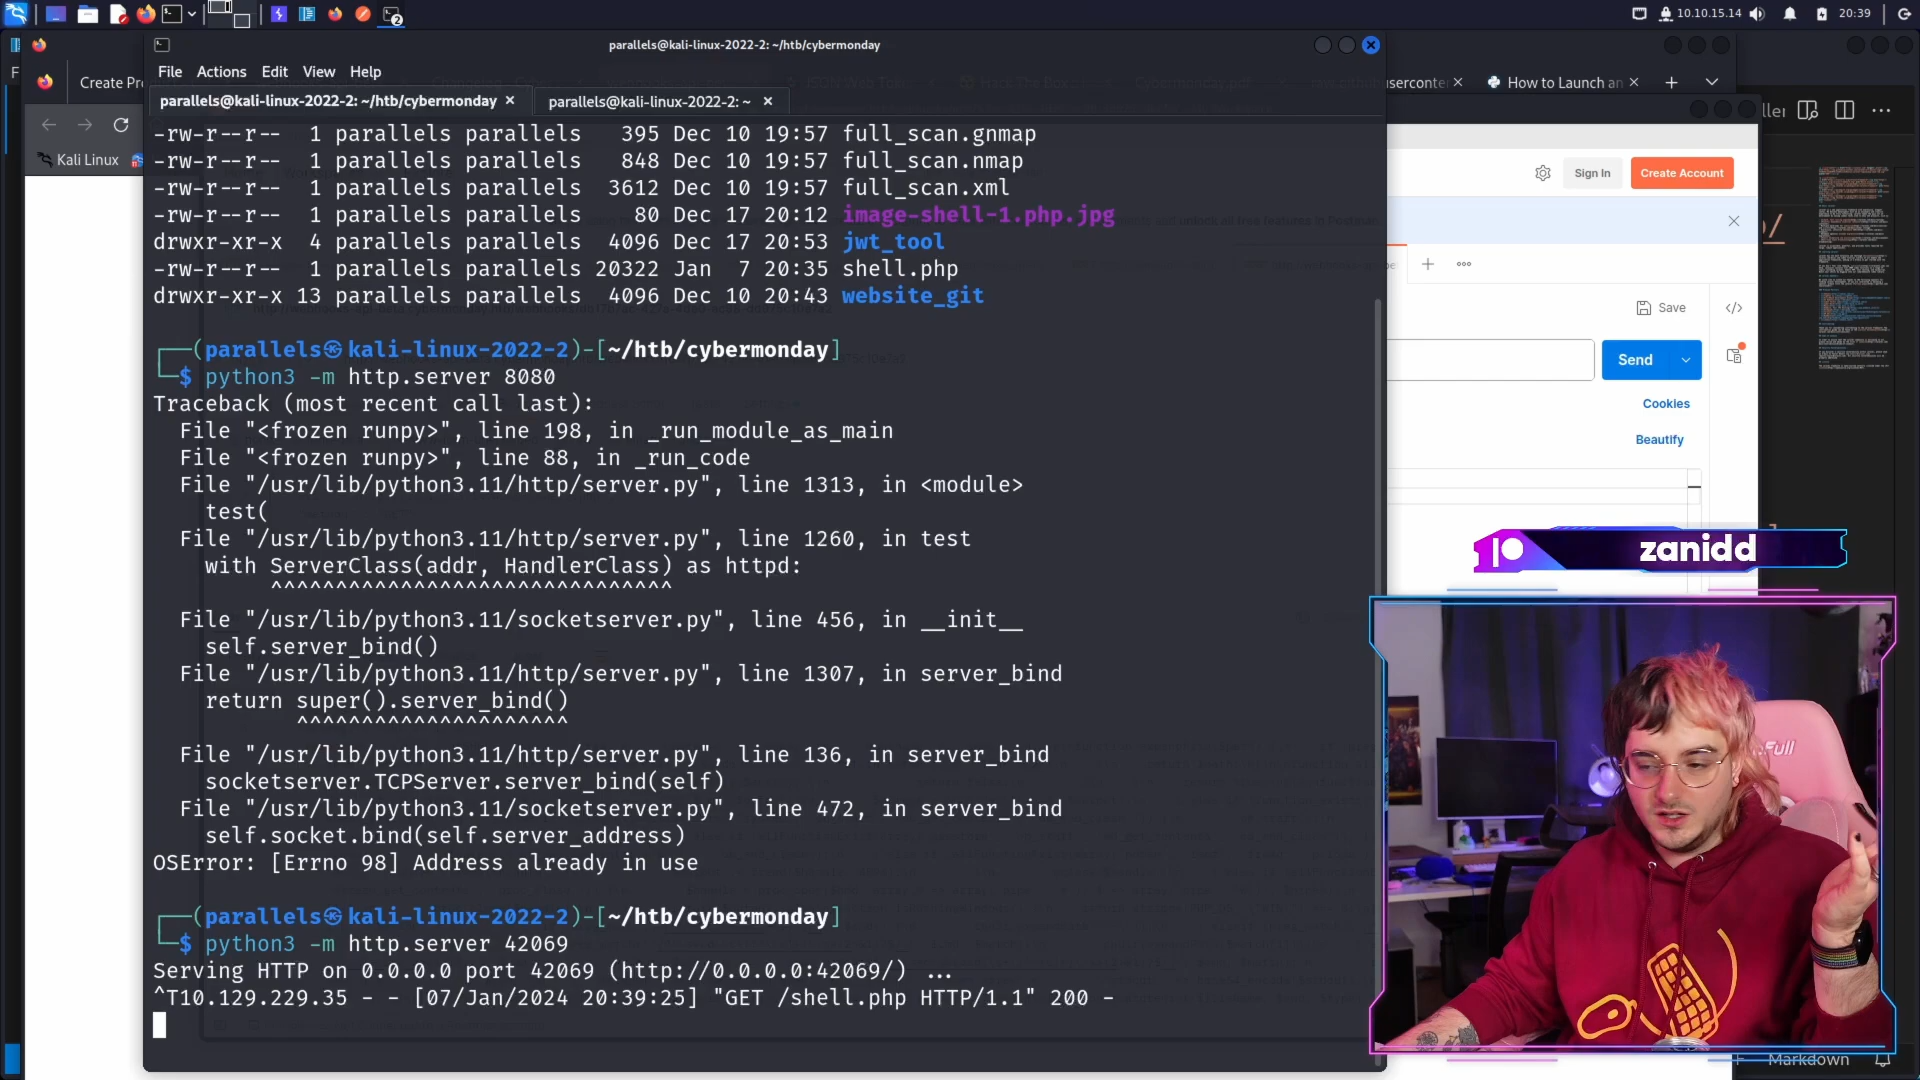 10.10.15.14
20:39
2
parallels@kali-linux-2022-2: ~/htb/cybermonday
File Actions Edit View Help
parallels@kali-linux-2022-2: ~/htb/cybermonday
parallels@kali-linux-2022-2: ~
F
Create Pr
userconte
How to Launch an
ller
Kali Linux
Sign In
Create Account
-rw-r--r-- 1 parallels parallels 395 Dec 10 19:57 full_scan.gnmap
-rw-r--r-- 1 parallels parallels 848 Dec 10 19:57 full_scan.nmap
-rw-r--r-- 1 parallels parallels 3612 Dec 10 19:57 full_scan.xml
-rw-r--r-- 1 parallels parallels 80 Dec 17 20:12 image-shell-1.php.jpg
drwxr-xr-x 4 parallels parallels 4096 Dec 17 20:53 jwt_tool
-rw-r--r-- 1 parallels parallels 20322 Jan 7 20:35 shell.php
drwxr-xr-x 13 parallels parallels 4096 Dec 10 20:43 website_git
Save
</>
Send
Cookies
Beautify
┌──(parallels㉿kali-linux-2022-2)-[~/htb/cybermonday]
└─$ python3 -m http.server 8080
Traceback (most recent call last):
File "<frozen runpy>", line 198, in _run_module_as_main
File "<frozen runpy>", line 88, in _run_code
File "/usr/lib/python3.11/http/server.py", line 1313, in <module>
test(
File "/usr/lib/python3.11/http/server.py", line 1260, in test
with ServerClass(addr, HandlerClass) as httpd:
^^^^^^^^^^^^^^^^^^^^^^^^^^^^^^^
File "/usr/lib/python3.11/socketserver.py", line 456, in __init__
self.server_bind()
File "/usr/lib/python3.11/http/server.py", line 1307, in server_bind
return super().server_bind()
^^^^^^^^^^^^^^^^^^^^^
File "/usr/lib/python3.11/http/server.py", line 136, in server_bind
socketserver.TCPServer.server_bind(self)
File "/usr/lib/python3.11/socketserver.py", line 472, in server_bind
self.socket.bind(self.server_address)
OSError: [Errno 98] Address already in use
┌──(parallels㉿kali-linux-2022-2)-[~/htb/cybermonday]
└─$ python3 -m http.server 42069
Serving HTTP on 0.0.0.0 port 42069 (http://0.0.0.0:42069/) ...
^T10.129.229.35 - - [07/Jan/2024 20:39:25] "GET /shell.php HTTP/1.1" 200 -
zanidd
Markdown